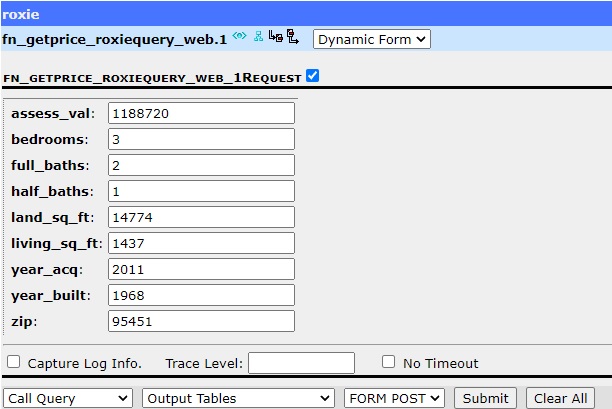 roxie
fn_getprice_roxiequery_web.1 Dynamic Form
FN_GETPRICE_ROXIEQUERY_WEB_1REQUEST
assess_val: 1188720
bedrooms: 3
full_baths: 2
half_baths: 1
land_sq_ft: 14774
living_sq_ft: 1437
year_acq: 2011
year_built: 1968
zip: 95451
Capture Log Info. Trace Level: No Timeout
Call Query Output Tables FORM POST Submit Clear All